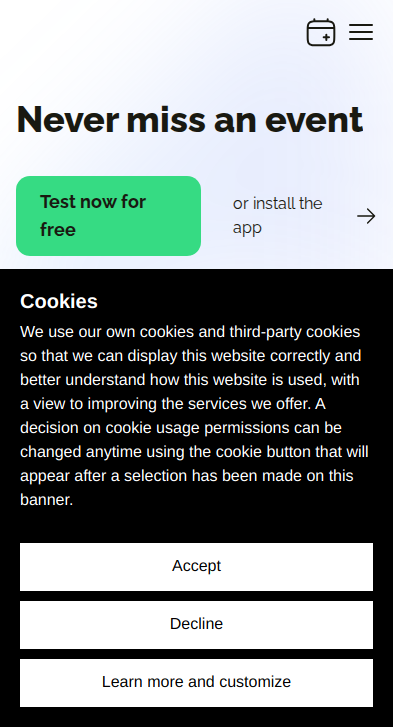 Never miss an event
Test now for
free
or install the
app
Cookies
We use our own cookies and third-party cookies
so that we can display this website correctly and
better understand how this website is used, with
a view to improving the services we offer. A
decision on cookie usage permissions can be
changed anytime using the cookie button that will
appear after a selection has been made on this
banner.
Accept
Decline
Learn more and customize